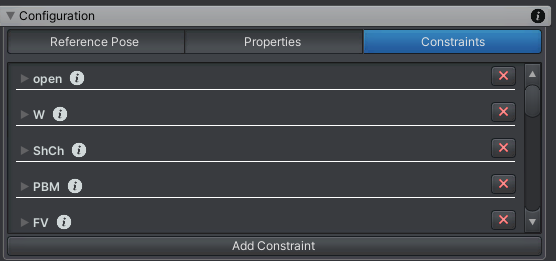 Configuration
Reference Pose Properties Constraints
open
W
ShCh
PBM
FV
Add Constraint